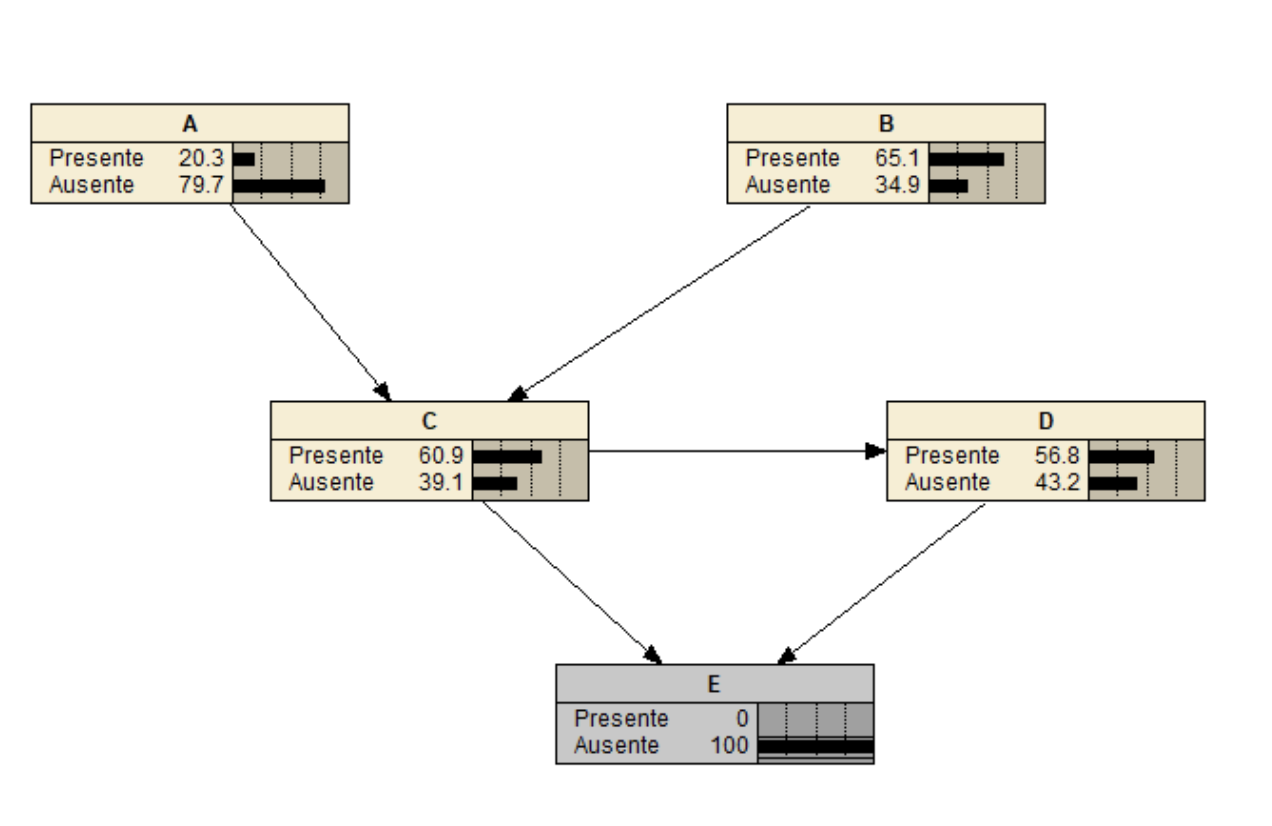 A
Presente 20.3
Ausente 79.7
B
Presente 65.1
Ausente 34.9
C
Presente 60.9
Ausente 39.1
D
Presente 56.8
Ausente 43.2
E
Presente 0
Ausente 100